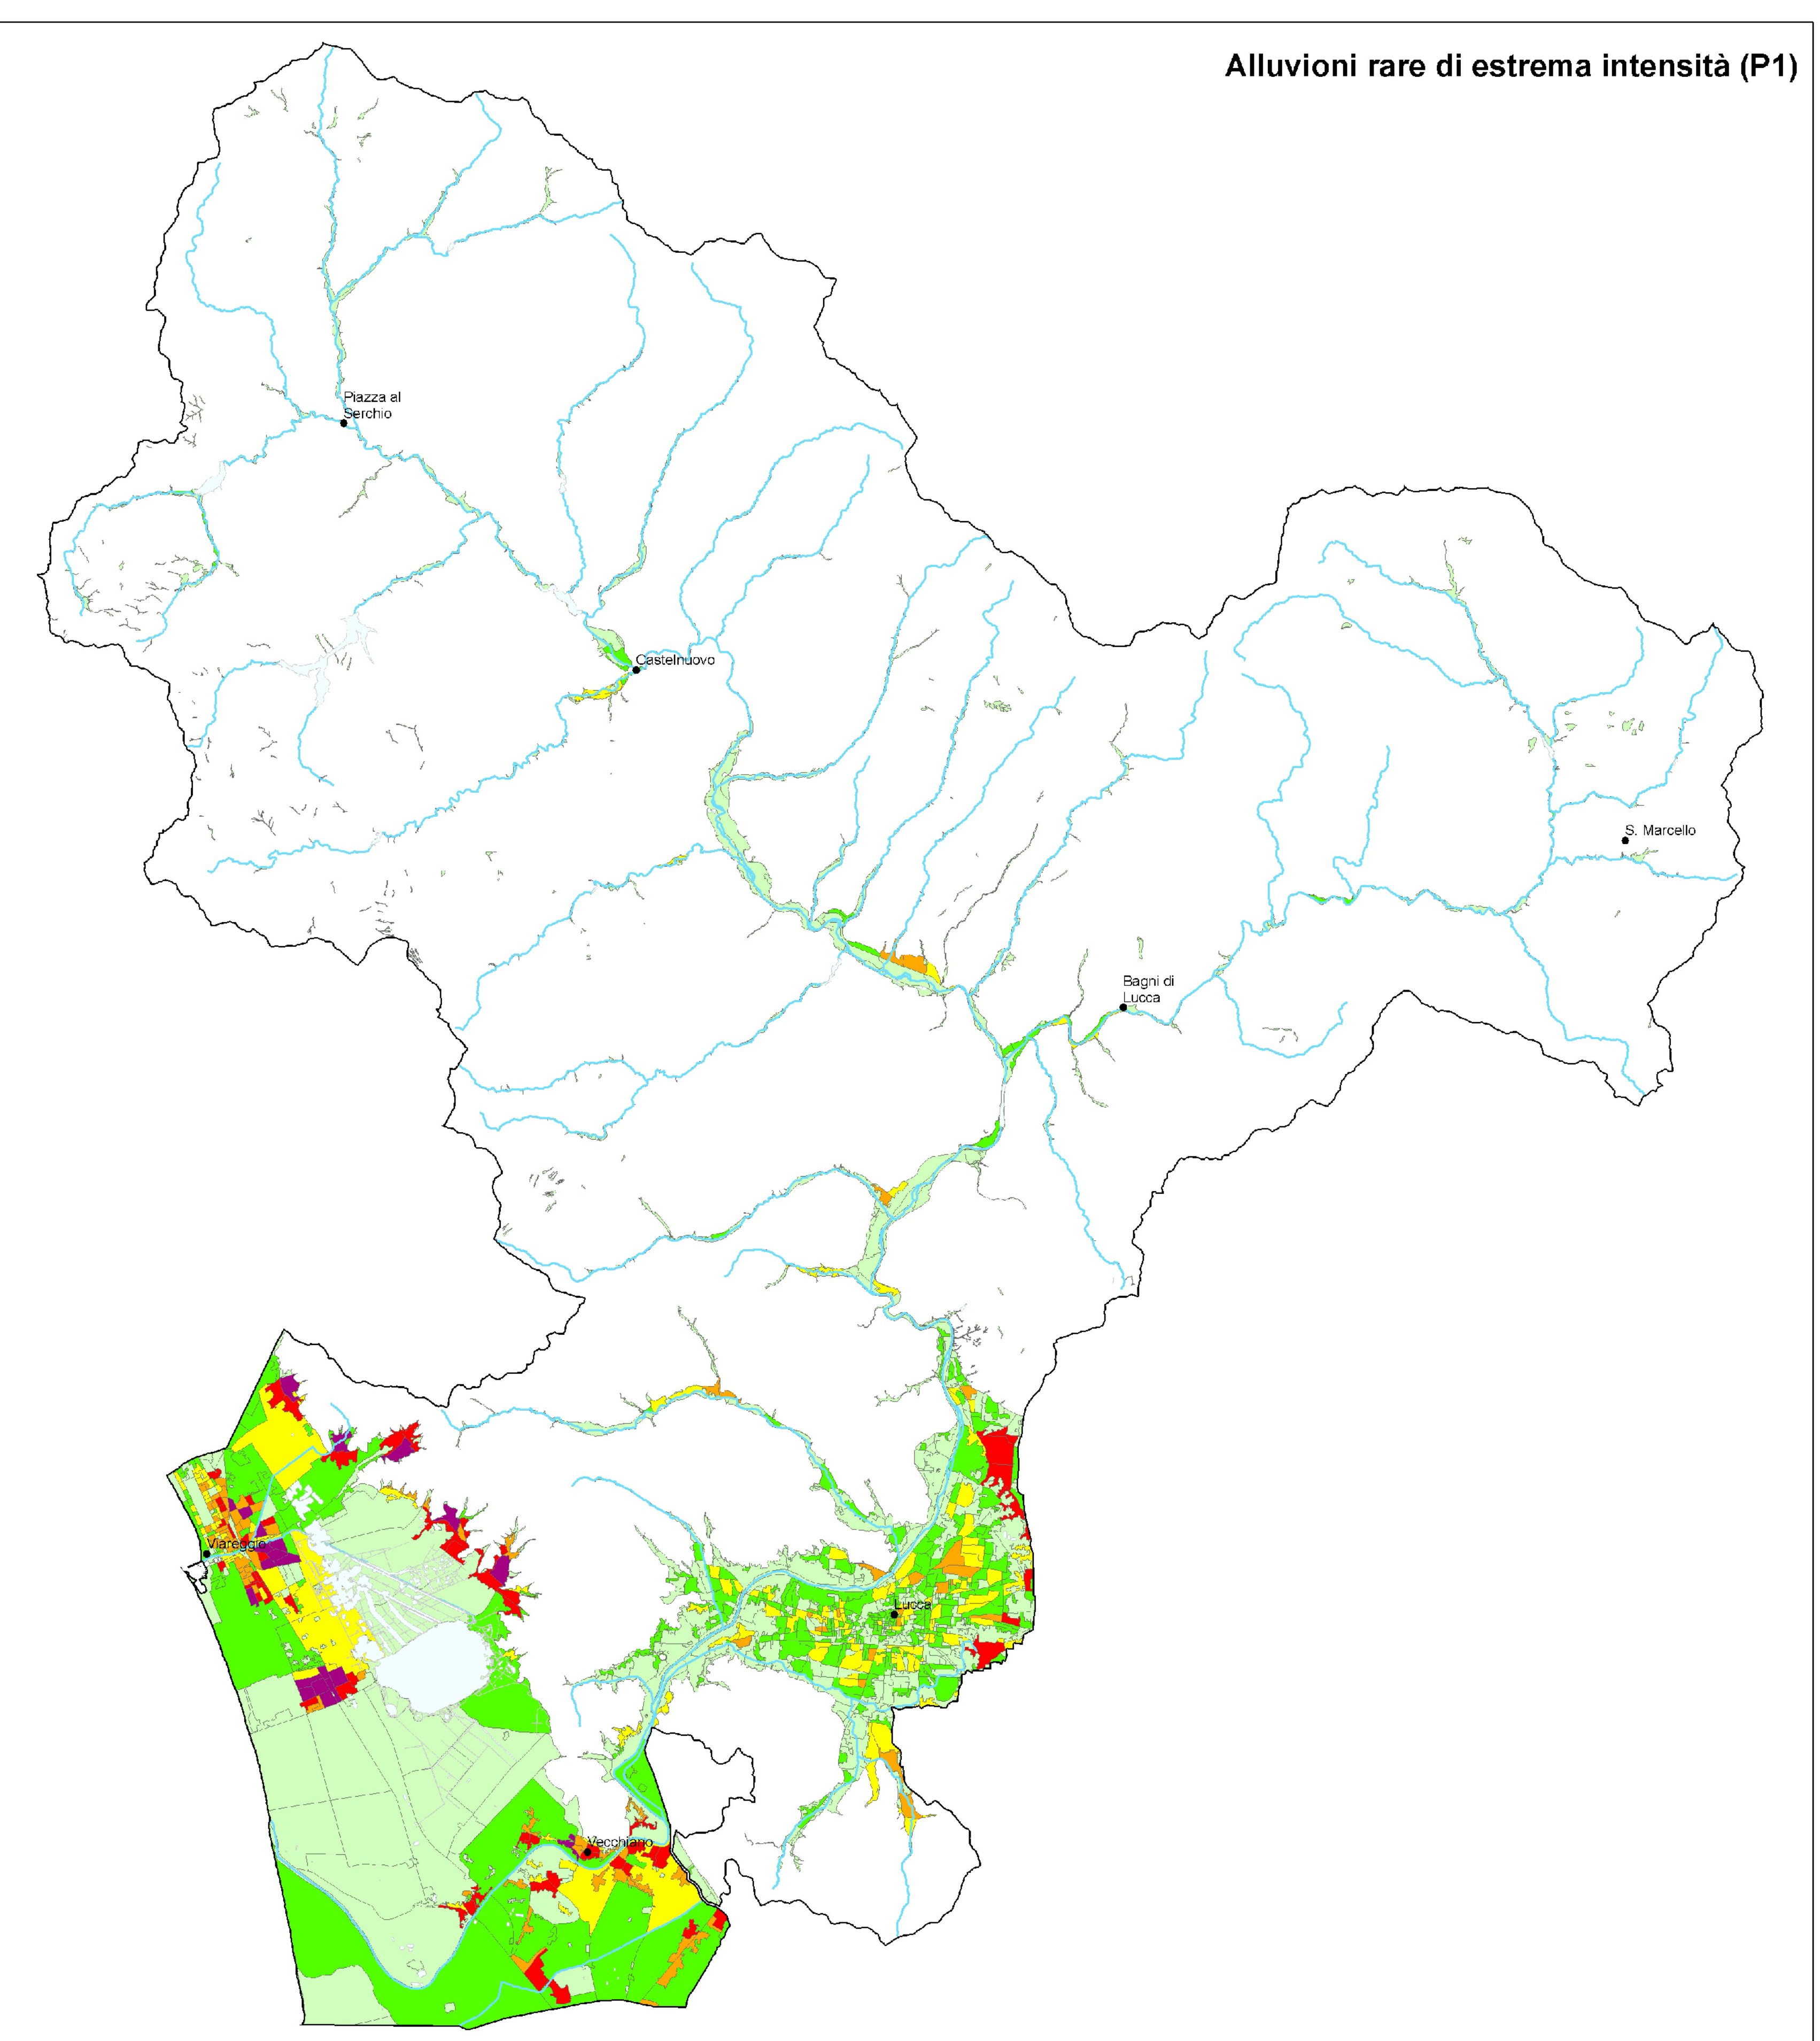 Alluvioni rare di estrema intensità (P1)
Piazza al
Serchio
Castelnuovo
S. Marcello
Bagni di
Lucca
Viareggio
Lucca
Vecchiano